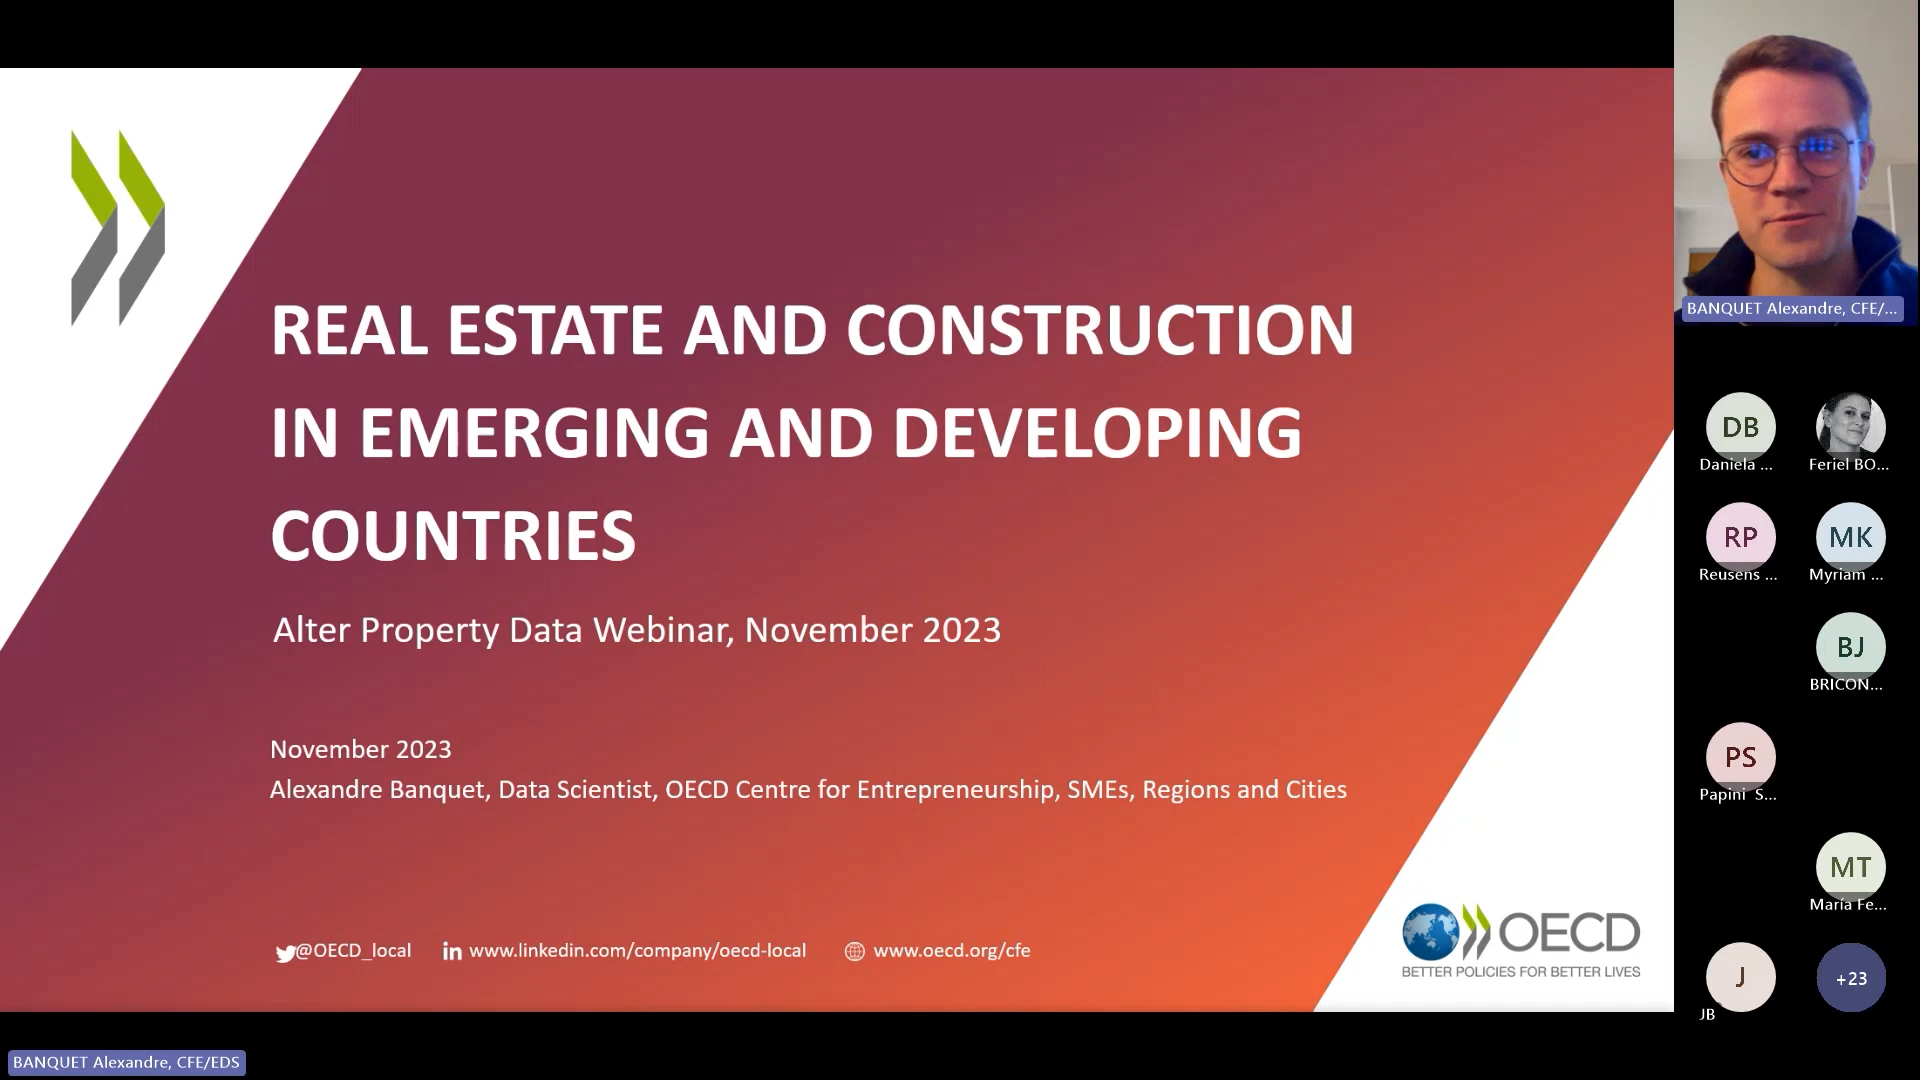 REAL ESTATE AND CONSTRUCTION
IN EMERGING AND DEVELOPING
COUNTRIES
Alter Property Data Webinar, November 2023
November 2023
Alexandre Banquet, Data Scientist, OECD Centre for Entrepreneurship, SMEs, Regions and Cities
@OECD_local
in www.linkedin.com/company/oecd-local
www.oecd.org/cfe
OECD
BETTER POLICIES FOR BETTER LIVES
BANQUET Alexandre, CFE/EDS
BANQUET Alexandre, CFE/...
DB
Daniela ...
Feriel BO...
RP
Reusens ...
MK
Myriam ...
BJ
BRICON...
PS
Papini S...
MT
María Fe...
J
JB
+23